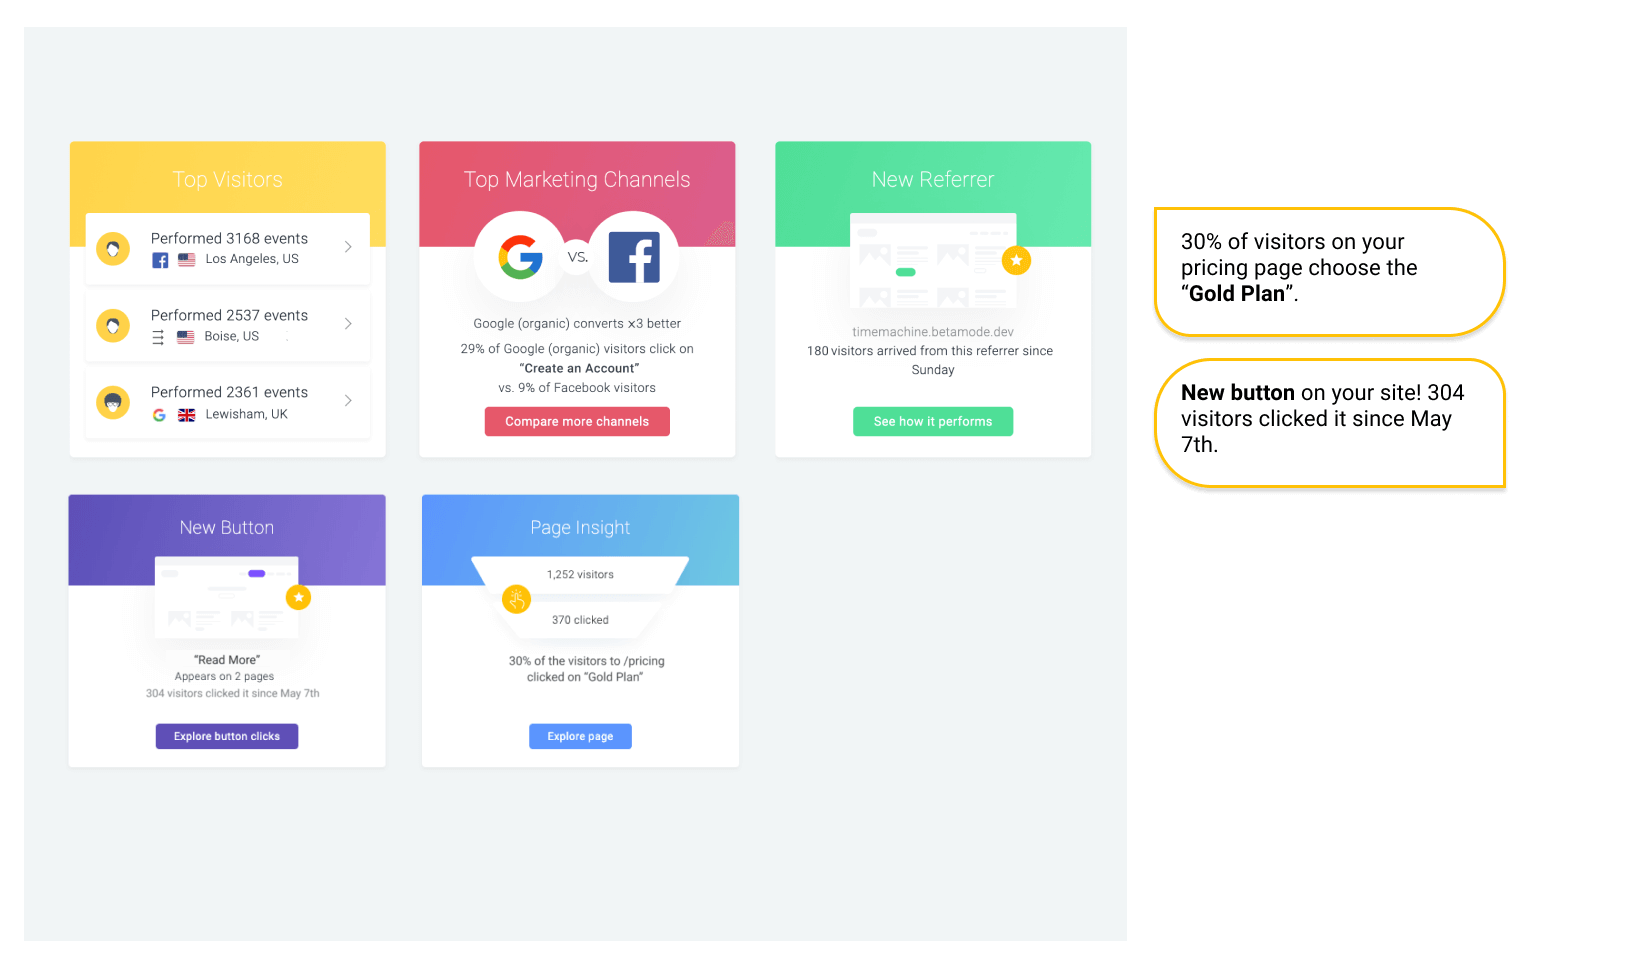 Top Visitors
Performed 3168 events
Los Angeles, US
Performed 2537 events
Boise, US
Performed 2361 events
Lewisham, UK
Top Marketing Channels
VS.
Google (organic) converts x3 better
29% of Google (organic) visitors click on
“Create an Account”
vs. 9% of Facebook visitors
Compare more channels
New Referrer
timemachine.betamode.dev
180 visitors arrived from this referrer since
Sunday
See how it performs
New Button
“Read More”
Appears on 2 pages
304 visitors clicked it since May 7th
Explore button clicks
Page Insight
1,252 visitors
370 clicked
30% of the visitors to /pricing
clicked on “Gold Plan”
Explore page
30% of visitors on your
pricing page choose the
“Gold Plan”.
New button on your site! 304
visitors clicked it since May
7th.